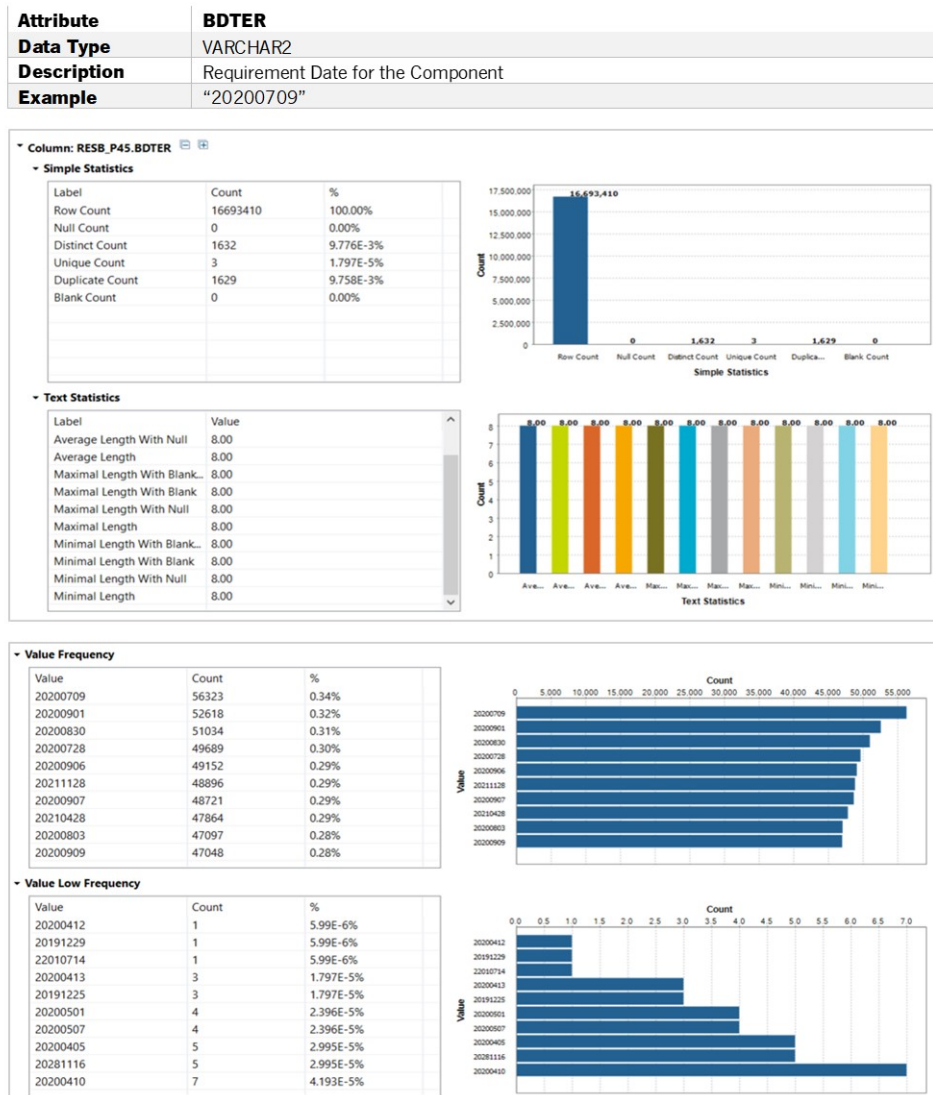 Attribute BDTER
Data Type VARCHAR2
Description Requirement Date for the Component
Example “20200709”
Column: RESB_P45.BDTER
Simple Statistics
Label Count %
Row Count 16693410 100.00%
Null Count 0 0.00%
Distinct Count 1632 9.776E-3%
Unique Count 3 1.797E-5%
Duplicate Count 1629 9.758E-3%
Blank Count 0 0.00%
17,500,000
15,000,000
12,500,000
10,000,000
7,500,000
5,000,000
2,500,000
0
Count
16,693,410 0 1,632 3 1,629 0
Row Count Null Count Distinct Count Unique Count Duplica... Blank Count
Simple Statistics
Text Statistics
Label Value
Average Length With Null 8.00
Average Length 8.00
Maximal Length With Blank... 8.00
Maximal Length With Blank 8.00
Maximal Length With Null 8.00
Maximal Length 8.00
Minimal Length With Blank... 8.00
Minimal Length With Blank 8.00
Minimal Length With Null 8.00
Minimal Length 8.00
8.00 8.00 8.00 8.00 8.00 8.00 8.00 8.00 8.00 8.00 8.00 8.00
8
7
6
5
4
3
2
1
0
Count
Ave... Ave... Ave... Ave... Max... Max... Max... Max... Mini... Mini... Mini... Mini...
Text Statistics
Value Frequency
Value Count %
20200709 56323 0.34%
20200901 52618 0.32%
20200830 51034 0.31%
20200728 49689 0.30%
20200906 49152 0.29%
20211128 48896 0.29%
20200907 48721 0.29%
20210428 47864 0.29%
20200803 47097 0.28%
20200909 47048 0.28%
Count
0 5,000 10,000 15,000 20,000 25,000 30,000 35,000 40,000 45,000 50,000 55,000
Value
20200709
20200901
20200830
20200728
20200906
20211128
20200907
20210428
20200803
20200909
Value Low Frequency
Value Count %
20200412 1 5.99E-6%
20191229 1 5.99E-6%
22010714 1 5.99E-6%
20200413 3 1.797E-5%
20191225 3 1.797E-5%
20200501 4 2.396E-5%
20200507 4 2.396E-5%
20200405 5 2.995E-5%
20281116 5 2.995E-5%
20200410 7 4.193E-5%
Count
0.0 0.5 1.0 1.5 2.0 2.5 3.0 3.5 4.0 4.5 5.0 5.5 6.0 6.5 7.0
Value
20200412
20191229
22010714
20200413
20191225
20200501
20200507
20200405
20281116
20200410